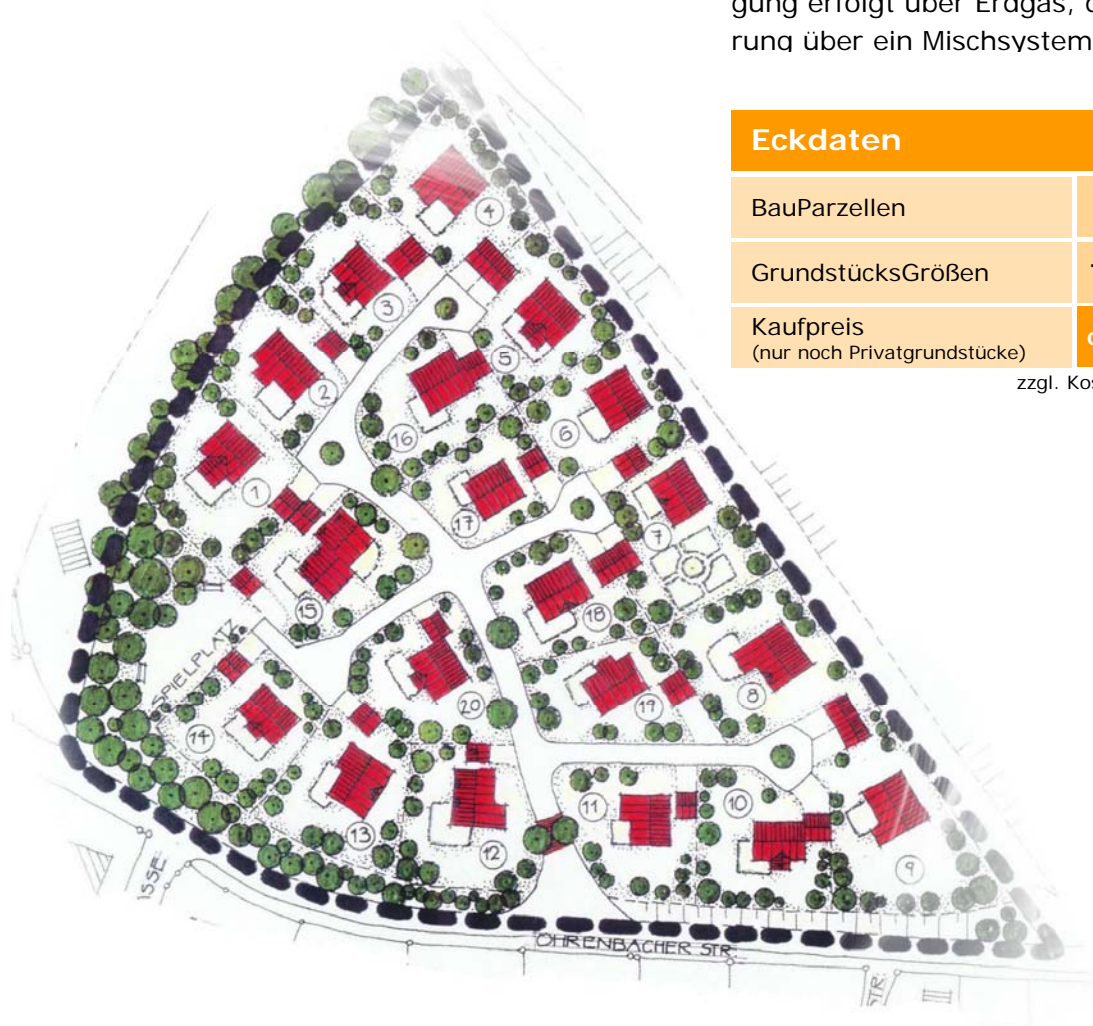 gung erfolgt über Erdgas,
rung über ein Mischsystem
Eckdaten
BauParzellen
GrundstücksGrößen
Kaufpreis
(nur noch Privatgrundstücke)
zzgl.
4
3
5
2
16
6
1
17
7
15
18
SPIELPLATZ
8
20
19
14
11
10
13
12
9
OHRENBACHER STR.
STR.